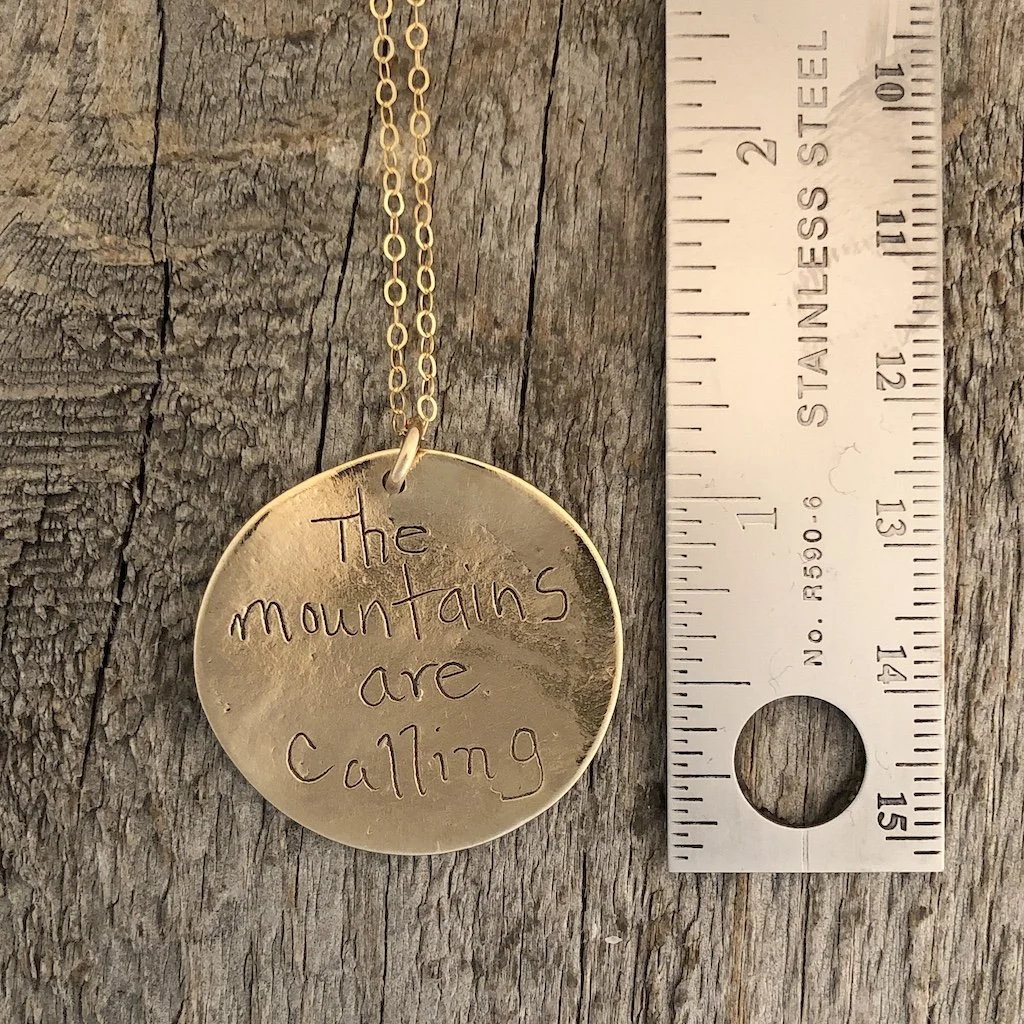 The
mountains
are
Calling
2
1
STAINLESS STEEL
No. R590-6
10
11
12
13
14
15